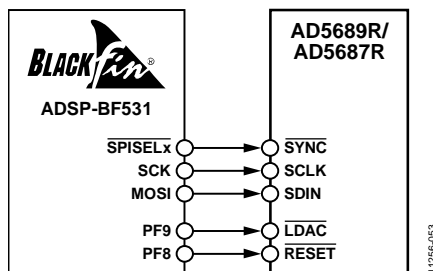 BLACKfin®
ADSP-BF531
AD5689R/
AD5687R
SPISELx SYNC
SCK SCLK
MOSI SDIN
PF9 LDAC
PF8 RESET